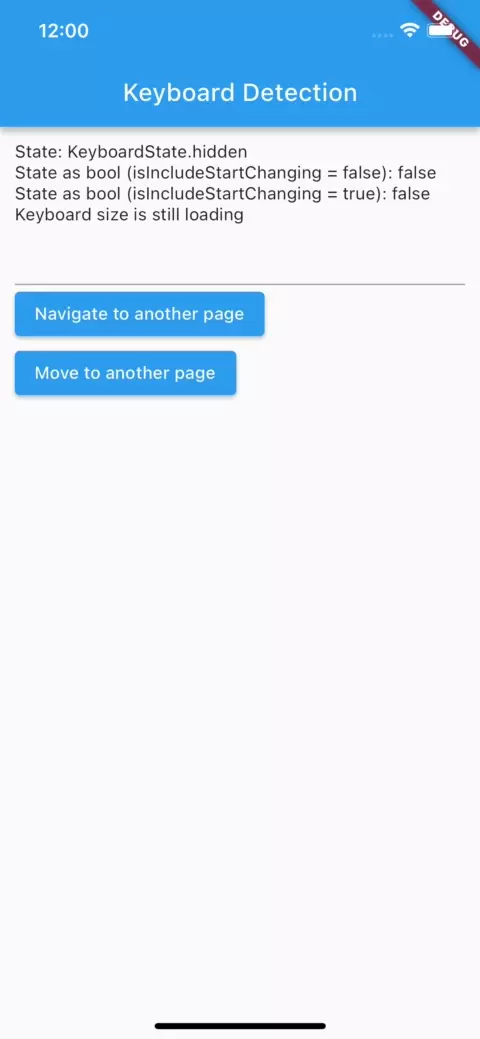 12:00
DEBUG
Keyboard Detection
State: KeyboardState.hidden
State as bool (isIncludeStartChanging = false): false
State as bool (isIncludeStartChanging = true): false
Keyboard size is still loading
Navigate to another page
Move to another page